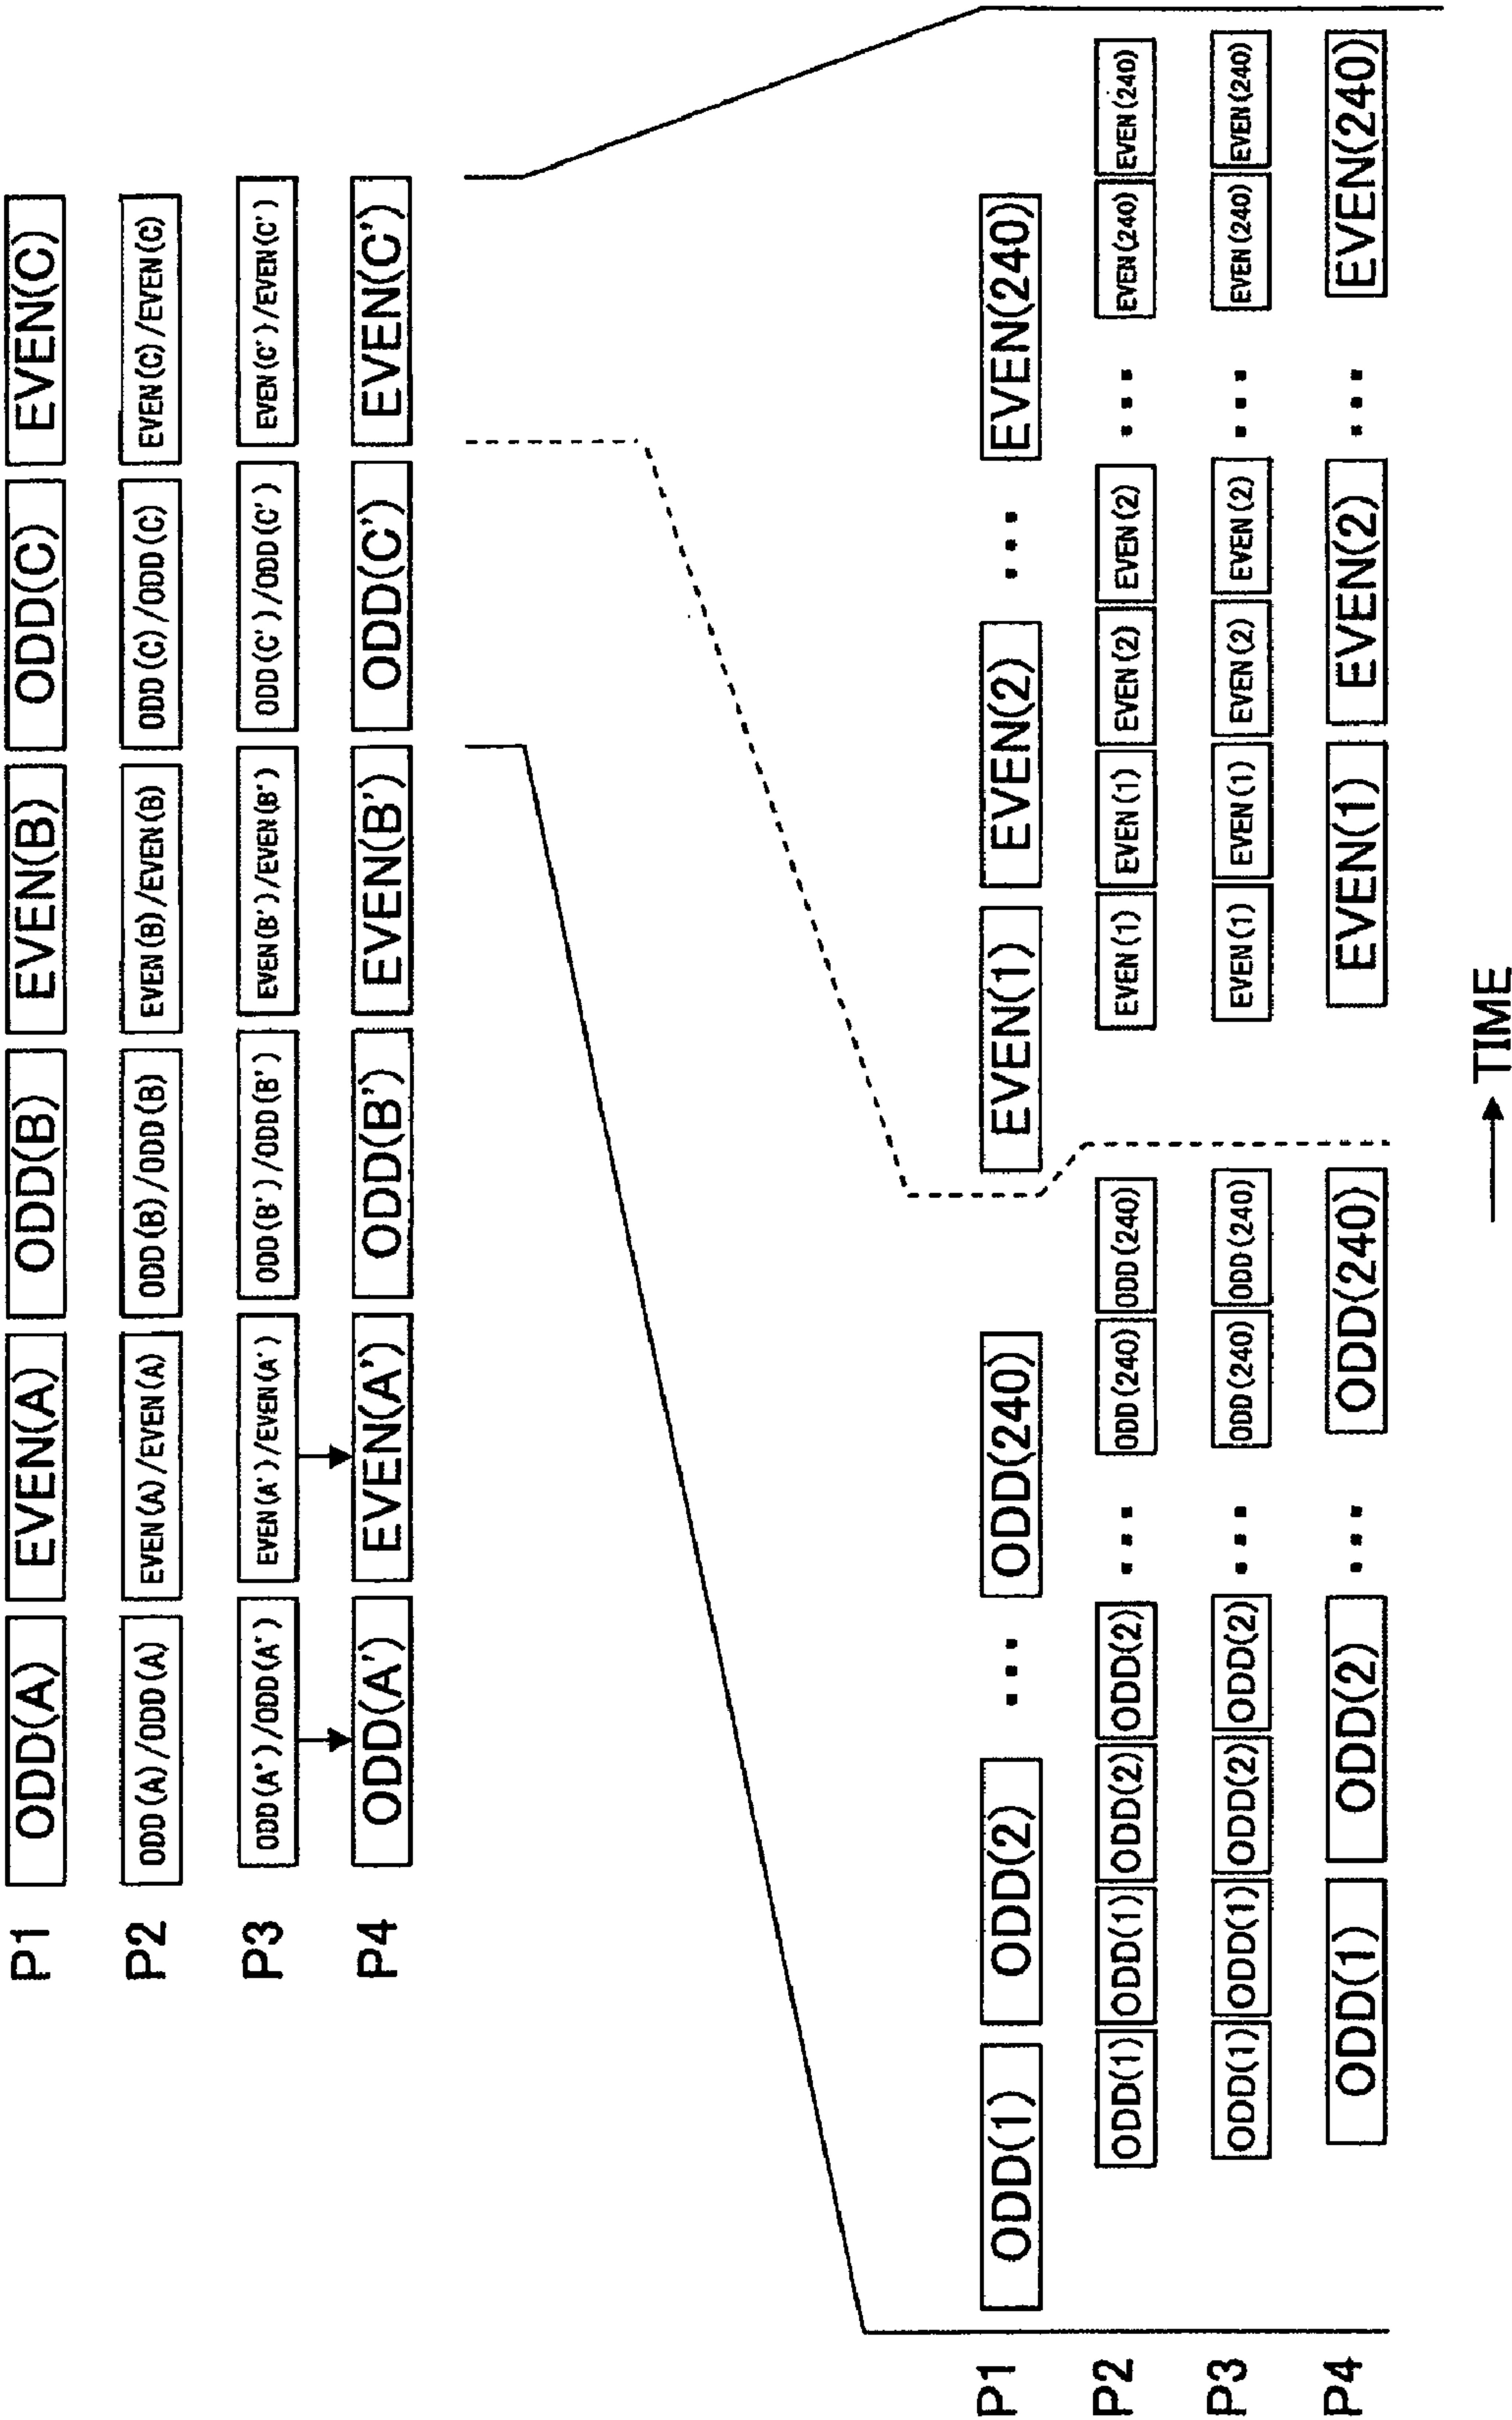 P1 ODD(A) EVEN(A) ODD(B) EVEN(B) ODD(C) EVEN(C)
P2 ODD(A)/ODD(A) EVEN(A)/EVEN(A) ODD(B)/ODD(B) EVEN(B)/EVEN(B) ODD(C)/ODD(C) EVEN(C)/EVEN(C)
P3 ODD(A')/ODD(A') EVEN(A')/EVEN(A') ODD(B')/ODD(B') EVEN(B')/EVEN(B') ODD(C')/ODD(C') EVEN(C')/EVEN(C')
P4 ODD(A') EVEN(A') ODD(B') EVEN(B') ODD(C') EVEN(C')
P1 ODD(1) ODD(2) ... ODD(240) EVEN(1) EVEN(2) ... EVEN(240)
P2 ODD(1) ODD(1) ODD(2) ODD(2) ... ODD(240) ODD(240) EVEN(1) EVEN(1) EVEN(2) EVEN(2) ... EVEN(240) EVEN(240)
P3 ODD(1) ODD(1) ODD(2) ODD(2) ... ODD(240) ODD(240) EVEN(1) EVEN(1) EVEN(2) EVEN(2) ... EVEN(240) EVEN(240)
P4 ODD(1) ODD(2) ... ODD(240) EVEN(1) EVEN(2) ... EVEN(240)
TIME